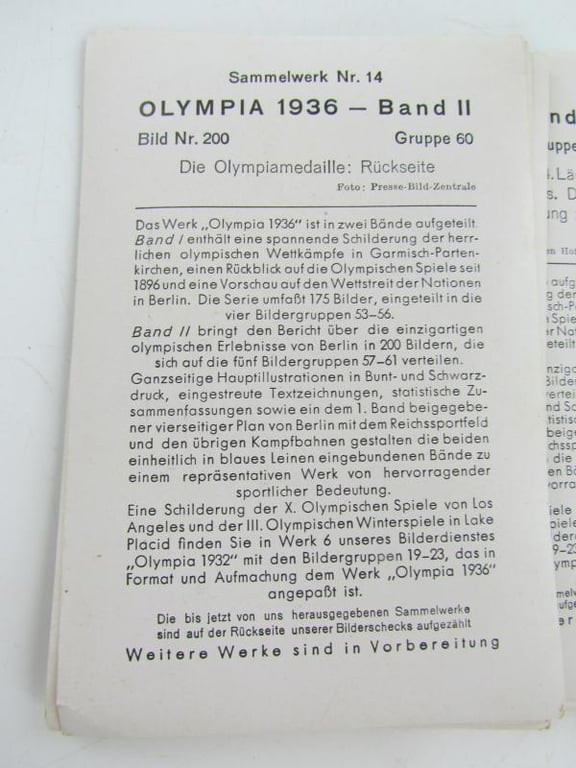 Sammelwerk Nr. 14
OLYMPIA 1936 — Band II
Bild Nr. 200 Gruppe 60
Die Olympiamedaille: Rückseite
Foto: Presse-Bild-Zentrale
Das Werk „Olympia 1936“ ist in zwei Bände aufgeteilt.
Band I enthält eine spannende Schilderung der herr-
lichen olympischen Wettkämpfe in Garmisch-Parten-
kirchen, einen Rückblick auf die Olympischen Spiele seit
1896 und eine Vorschau auf den Wettstreit der Nationen
in Berlin. Die Serie umfaßt 175 Bilder, eingeteilt in die
vier Bildergruppen 53–56.
Band II bringt den Bericht über die einzigartigen
olympischen Erlebnisse von Berlin in 200 Bildern, die
sich auf die fünf Bildergruppen 57–61 verteilen.
Ganzseitige Hauptillustrationen in Bunt- und Schwarz-
druck, eingestreute Textzeichnungen, statistische Zu-
sammenfassungen sowie ein dem 1. Band beigegebe-
ner vierseitiger Plan von Berlin mit dem Reichssportfeld
und den übrigen Kampfbahnen gestalten die beiden
einheitlich in blaues Leinen eingebundenen Bände zu
einem repräsentativen Werk von hervorragender
sportlicher Bedeutung.
Eine Schilderung der X. Olympischen Spiele von Los
Angeles und der III. Olympischen Winterspiele in Lake
Placid finden Sie in Werk 6 unseres Bilderdienstes
„Olympia 1932“ mit den Bildergruppen 19–23, das in
Format und Aufmachung dem Werk „Olympia 1936“
angepaßt ist.
Die bis jetzt von uns herausgegebenen Sammelwerke
sind auf der Rückseite unserer Bilderschecks aufgezählt
Weitere Werke sind in Vorbereitung